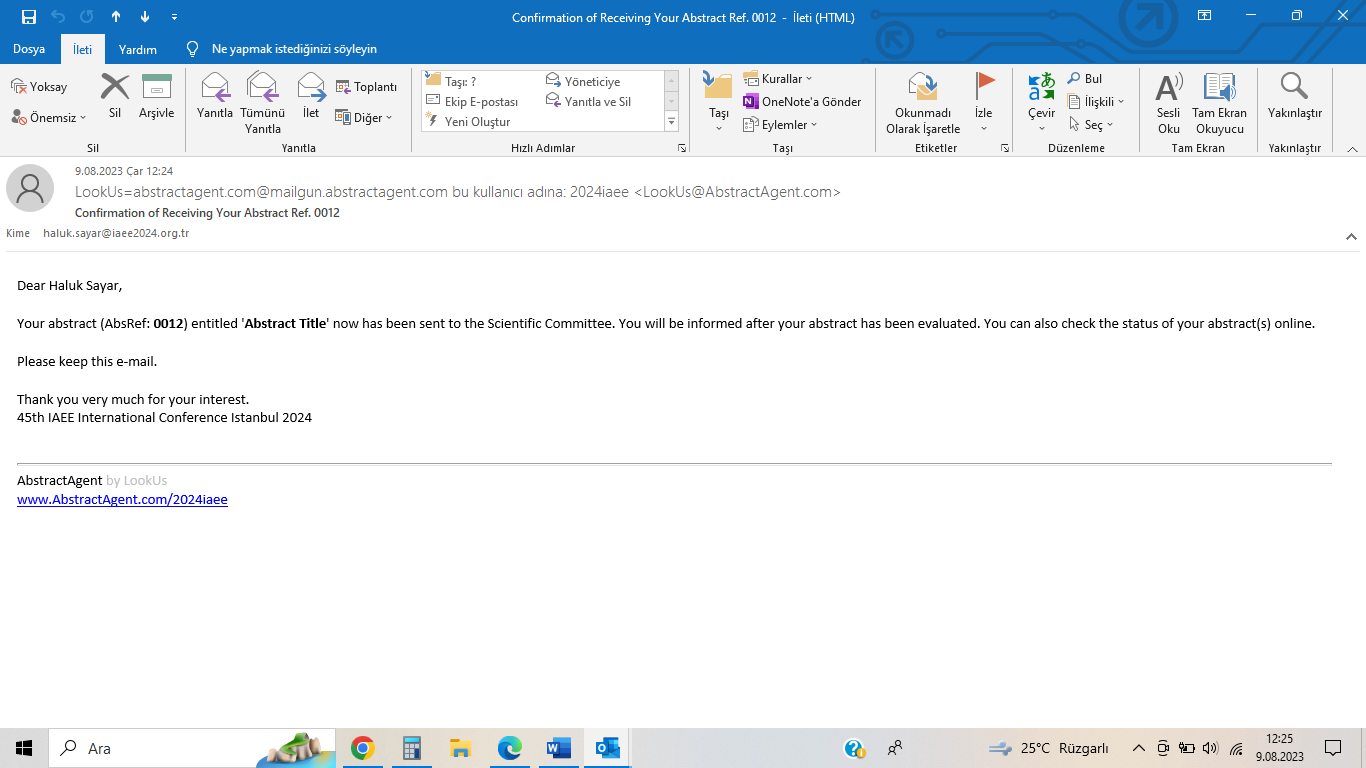 Confirmation of Receiving Your Abstract Ref. 0012 - İleti (HTML)
Dosya İleti Yardım Ne yapmak istediğinizi söyleyin
Yoksay
Önemsiz
Sil
Arşivle
Sil
Yanıtla
Tümünü
Yanıtla
İlet
Toplantı
Diğer
Yanıtla
Taşı: ?
Ekip E-postası
Yeni Oluştur
Yöneticiye
Yanıtla ve Sil
Hızlı Adımlar
Taşı
Kurallar
OneNote'a Gönder
Eylemler
Taşı
Okunmadı
Olarak İşaretle
İzle
Etiketler
Çevir
Bul
İlişkili
Seç
Düzenleme
Sesli
Oku
Tam Ekran
Okuyucu
Tam Ekran
Yakınlaştır
Yakınlaştır
9.08.2023 Çar 12:24
LookUs=abstractagent.com@mailgun.abstractagent.com bu kullanıcı adına: 2024iaee <LookUs@AbstractAgent.com>
Confirmation of Receiving Your Abstract Ref. 0012
Kime haluk.sayar@iaee2024.org.tr
Dear Haluk Sayar,
Your abstract (AbsRef: 0012) entitled 'Abstract Title' now has been sent to the Scientific Committee. You will be informed after your abstract has been evaluated. You can also check the status of your abstract(s) online.
Please keep this e-mail.
Thank you very much for your interest.
45th IAEE International Conference Istanbul 2024
AbstractAgent by LookUs
www.AbstractAgent.com/2024iaee
Ara
25°C Rüzgarlı
12:25
9.08.2023